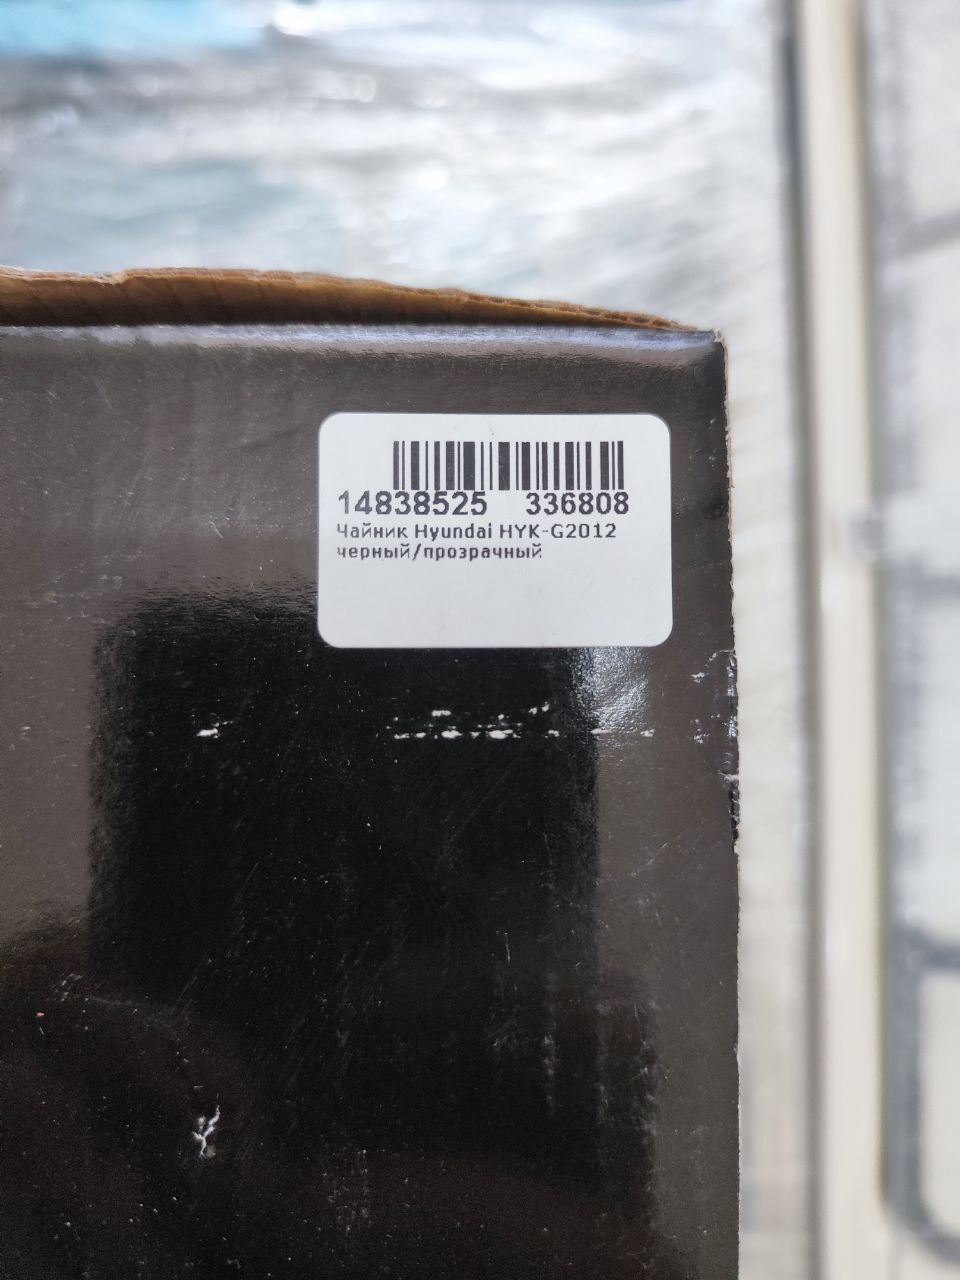 14838525 336808
Чайник Hyundai HYK-G2012
черный/прозрачный